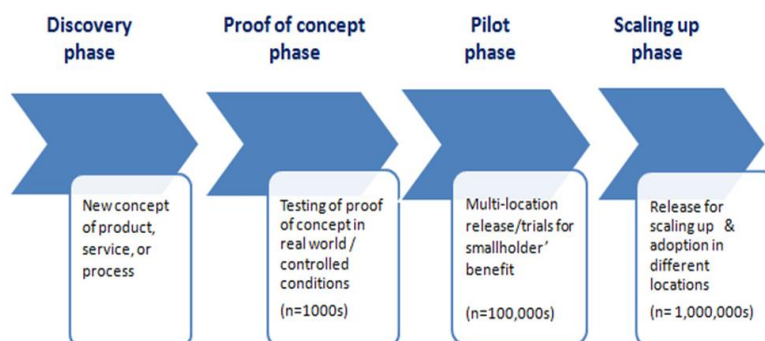 Discovery
phase
Proof of concept
phase
Pilot
phase
Scaling up
phase
New concept
of product,
service, or
process
Testing of proof
of concept in
real world /
controlled
conditions
(n=1000s)
Multi-location
release/trials for
smallholder’
benefit
(n=100,000s)
Release for
scaling up & 
adoption in
different
locations
(n= 1,000,000s)